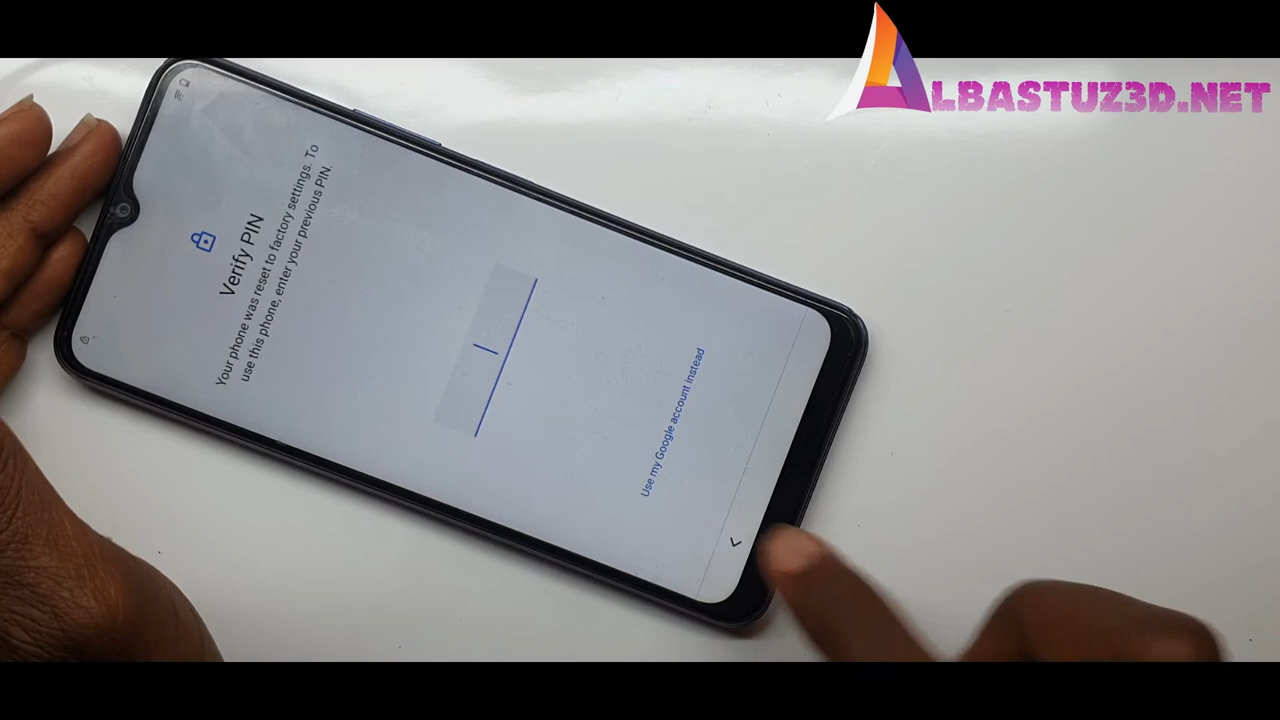 ALBASTUZ3D.NET
Verify PIN
Your phone was reset to factory settings. To
use this phone, enter your previous PIN.
Use my Google account instead